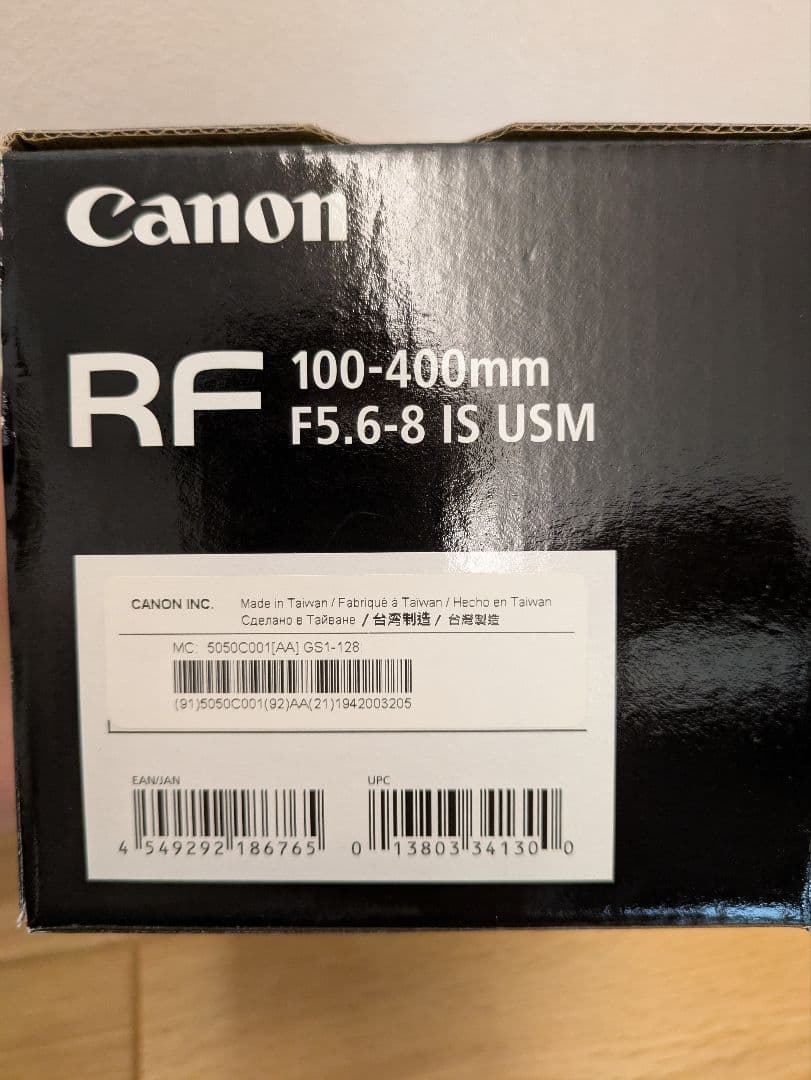 Canon
RF 100-400mm
F5.6-8 IS USM
CANON INC. Made in Taiwan / Fabriqué à Taïwan / Hecho en Taiwan
Сделано в Тайване / 台湾制造 / 台灣製造
MC: 5050C001[AA] GS1-128
(91)5050C001(92)AA(21)1942003205
EAN/JAN UPC
4 549292 186765 0 13803 34130 0